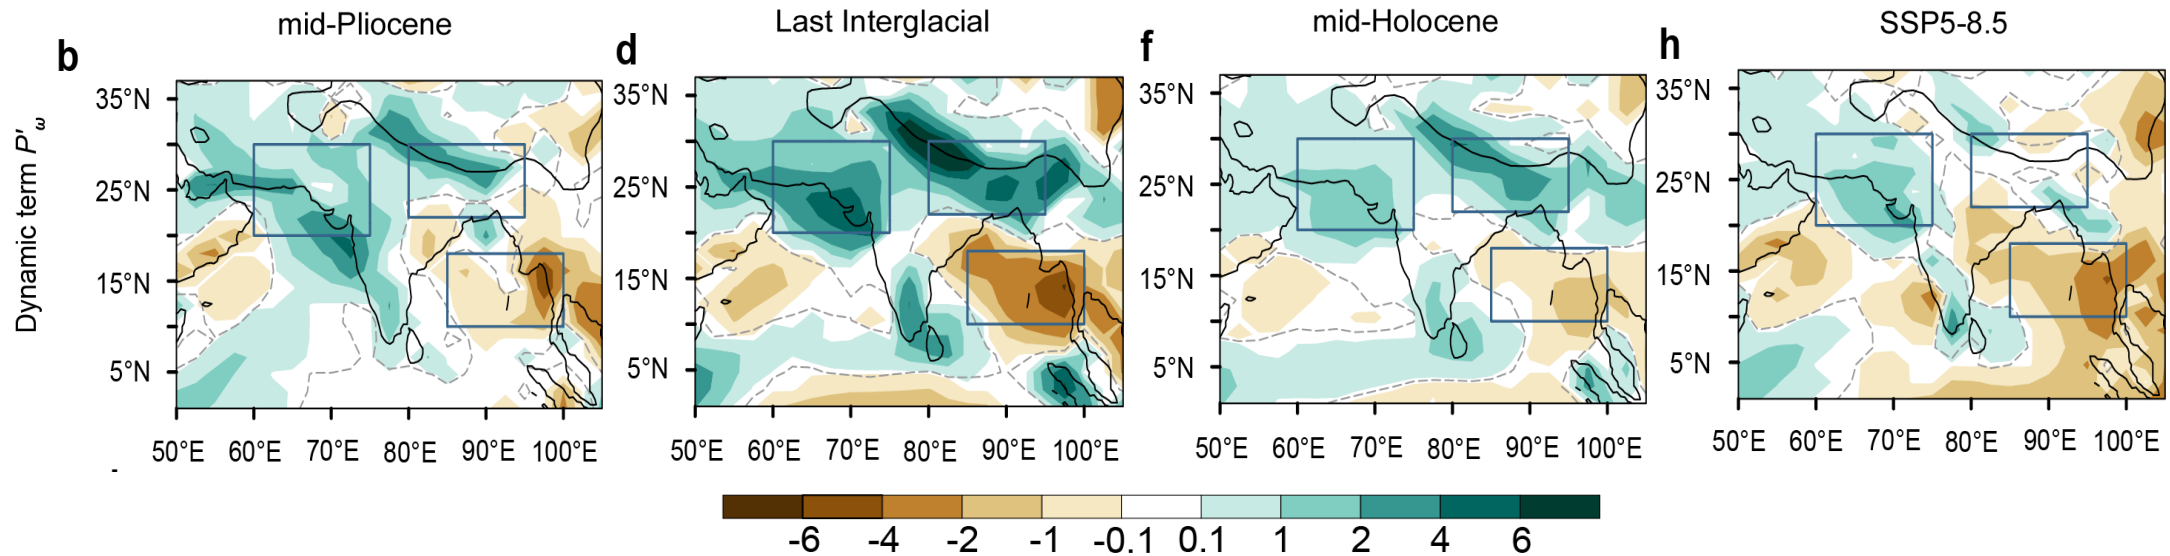 mid-Pliocene
Last Interglacial
mid-Holocene
SSP5-8.5
b
d
f
h
Dynamic term P'ω
35°N
25°N
15°N
5°N
35°N
25°N
15°N
5°N
35°N
25°N
15°N
5°N
35°N
25°N
15°N
5°N
50°E 60°E 70°E 80°E 90°E 100°E
50°E 60°E 70°E 80°E 90°E 100°E
50°E 60°E 70°E 80°E 90°E 100°E
50°E 60°E 70°E 80°E 90°E 100°E
-6 -4 -2 -1 -0.1 0.1 1 2 4 6